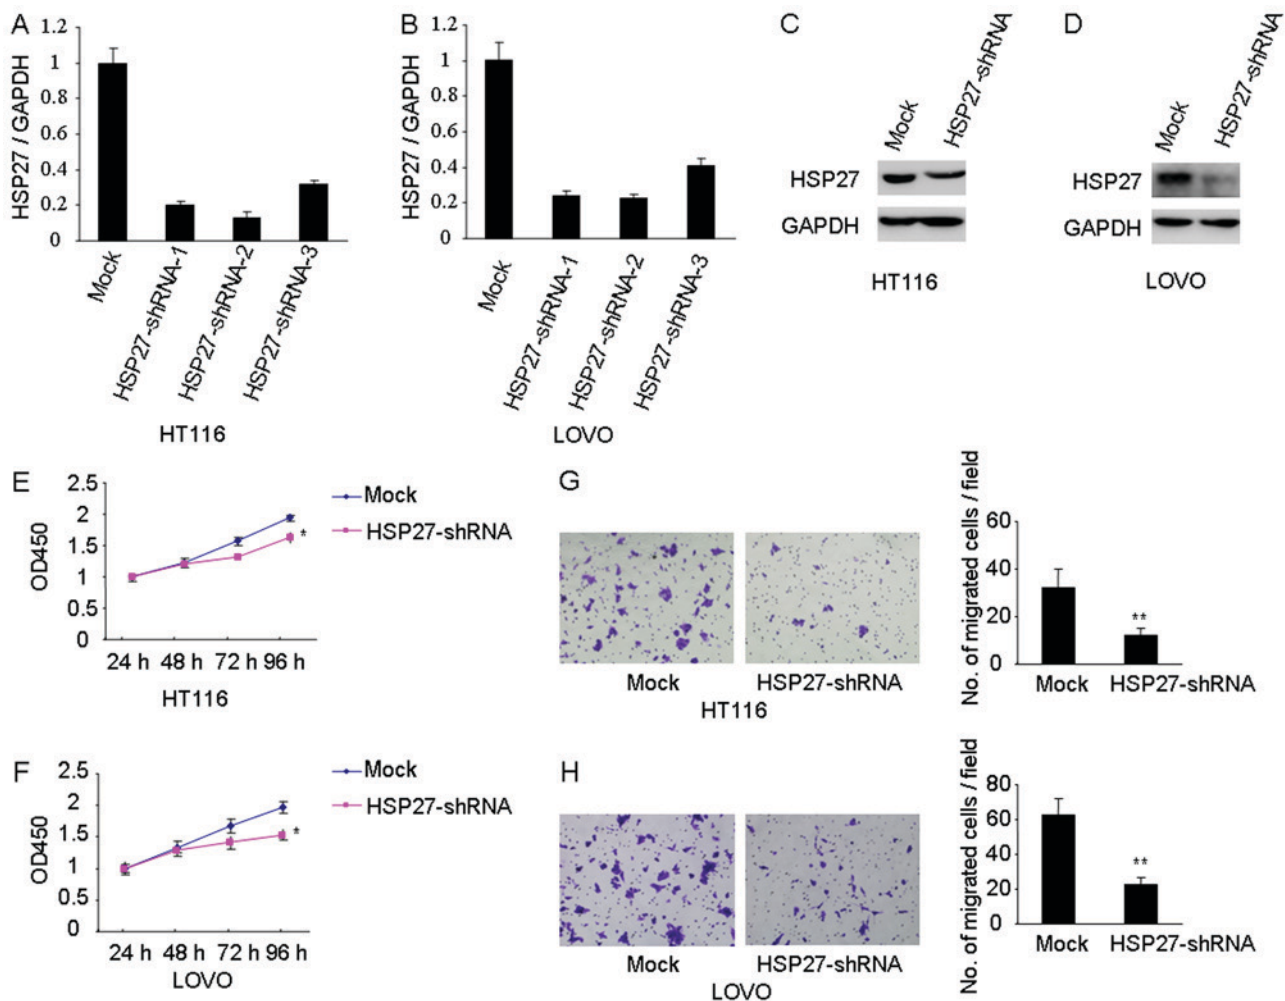 A
HSP27 / GAPDH
1.2
1
0.8
0.6
0.4
0.2
0
Mock
HSP27-shRNA-1
HSP27-shRNA-2
HSP27-shRNA-3
HT116
B
HSP27 / GAPDH
1.2
1
0.8
0.6
0.4
0.2
0
Mock
HSP27-shRNA-1
HSP27-shRNA-2
HSP27-shRNA-3
LOVO
C
Mock
HSP27-shRNA
HSP27
GAPDH
HT116
D
Mock
HSP27-shRNA
HSP27
GAPDH
LOVO
E
OD450
2.5
2
1.5
1
0.5
0
24 h 48 h 72 h 96 h
*
Mock
HSP27-shRNA
HT116
F
OD450
2.5
2
1.5
1
0.5
0
24 h 48 h 72 h 96 h
*
Mock
HSP27-shRNA
LOVO
G
Mock HSP27-shRNA
HT116
No. of migrated cells / field
60
40
20
0
**
Mock HSP27-shRNA
H
Mock HSP27-shRNA
LOVO
No. of migrated cells / field
80
60
40
20
0
**
Mock HSP27-shRNA